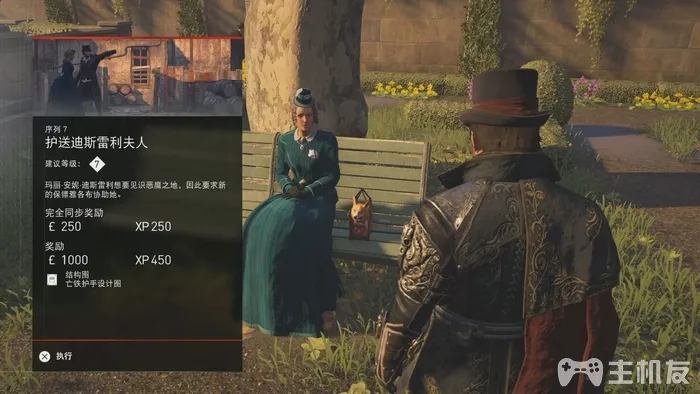 序列 7
护送迪斯雷利夫人
建议等级： 7
玛丽·安妮·迪斯雷利想要见识恶魔之地，因此要求新
的保镖雅各布协助她。
完全同步奖励
£ 250 XP 250
奖励
£ 1000 XP 450
结构图
亡铁护手设计图
执行
主机友